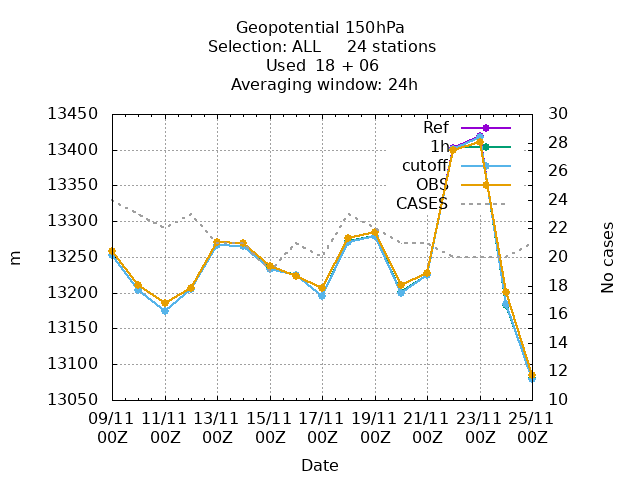 Geopotential 150hPa
Selection: ALL     24 stations
Used  18 + 06
Averaging window: 24h
13450
13400
13350
13300
13250
13200
13150
13100
13050
m
30
28
26
24
22
20
18
16
14
12
10
No cases
Ref
1h
cutoff
OBS
CASES
09/11 11/11 13/11 15/11 17/11 19/11 21/11 23/11 25/11
00Z 00Z 00Z 00Z 00Z 00Z 00Z 00Z 00Z
Date